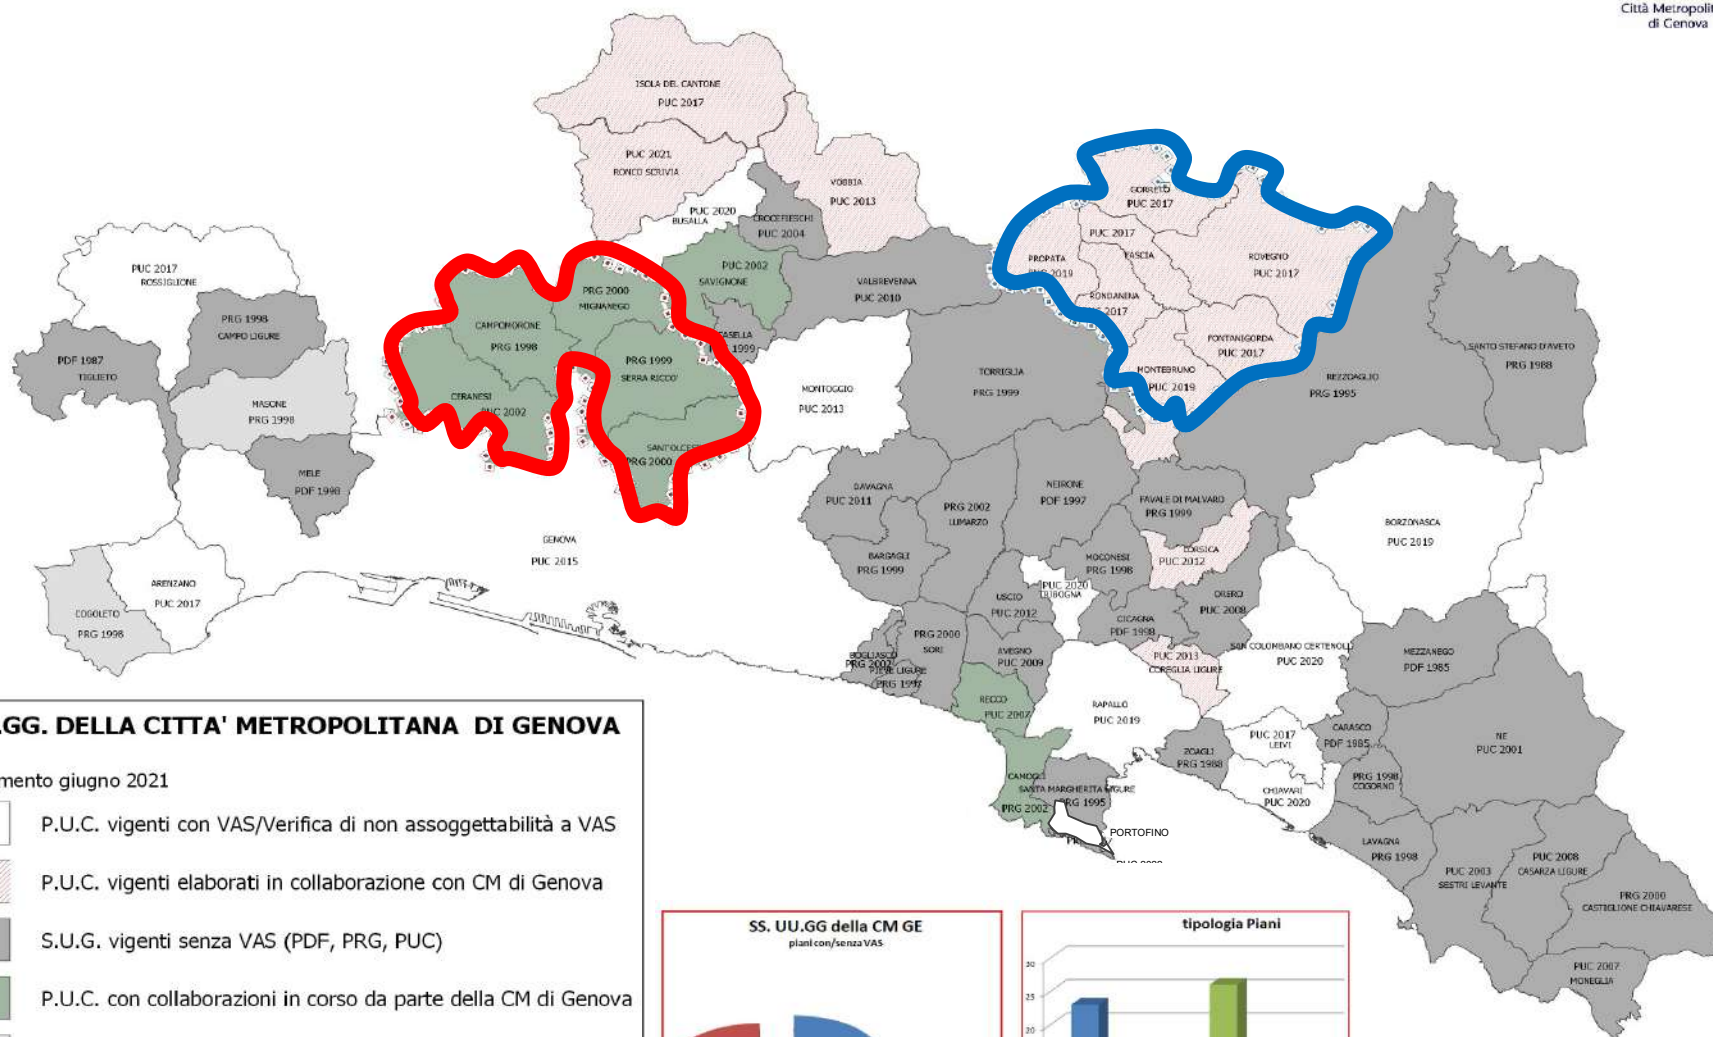 Città Metropolit
di Genova
ISOLA DEL CANTONE
PUC 2017
PUC 2021
RONCO SCRIVIA
VOBBIA
PUC 2013
PUC 2020
BUSALLA
CROCEFIESCHI
PUC 2004
GORRETO
PUC 2017
PUC 2017
FASCIA
PROPATA
2019
ROVEGNO
PUC 2017
RONDANINA
2017
FONTANIGORDA
PUC 2017
MONTEBRUNO
PUC 2019
PUC 2017
ROSSIGLIONE
PRG 1998
CAMPO LIGURE
PDF 1987
TIGLIETO
MASONE
PRG 1998
MELE
PDF 1998
PRG 2000
MIGNANEGO
CAMPOMORONE
PRG 1998
PRG 1999
SERRA RICCO'
CERANESI
PUC 2002
SANT'OLCESE
PRG 2000
PUC 2002
SAVIGNONE
CASELLA
1999
VALBREVENNA
PUC 2010
MONTOGGIO
PUC 2013
TORRIGLIA
PRG 1999
REZZOAGLIO
PRG 1995
SANTO STEFANO D'AVETO
PRG 1988
GENOVA
PUC 2015
ARENZANO
PUC 2017
COGOLETO
PRG 1998
DAVAGNA
PUC 2011
PRG 2002
LUMARZO
NEIRONE
PDF 1997
FAVALE DI MALVARO
PRG 1999
BARGAGLI
PRG 1999
MOCONESI
PRG 1998
CORSICA
PUC 2012
BORZONASCA
PUC 2019
USCIO
PUC 2012
PUC 2020
TRIBOGNA
CICAGNA
PDF 1998
ORERO
PUC 2008
PRG 2000
SORI
AVEGNO
PUC 2009
BOGLIASCO
PRG 2002
PIEVE LIGURE
PRG 1997
PUC 2013
COREGLIA LIGURE
SAN COLOMBANO CERTENOLI
PUC 2020
MEZZANEGO
PDF 1985
RECCO
PUC 2007
RAPALLO
PUC 2019
ZOAGLI
PRG 1988
PUC 2017
LEIVI
CARASCO
PDF 1985
NE
PUC 2001
CAMOGLI
PRG 2002
SANTA MARGHERITA LIGURE
PRG 1995
CHIAVARI
PUC 2020
PRG 1998
COGORNO
PORTOFINO
LAVAGNA
PRG 1998
PUC 2003
SESTRI LEVANTE
PUC 2008
CASARZA LIGURE
PRG 2000
CASTIGLIONE CHIAVARESE
PUC 2007
MONEGLIA
.GG. DELLA CITTA' METROPOLITANA DI GENOVA
mento giugno 2021
P.U.C. vigenti con VAS/Verifica di non assoggettabilità a VAS
P.U.C. vigenti elaborati in collaborazione con CM di Genova
S.U.G. vigenti senza VAS (PDF, PRG, PUC)
P.U.C. con collaborazioni in corso da parte della CM di Genova
SS. UU.GG della CM GE
piani con/senza VAS
tipologia Piani
30
25
20